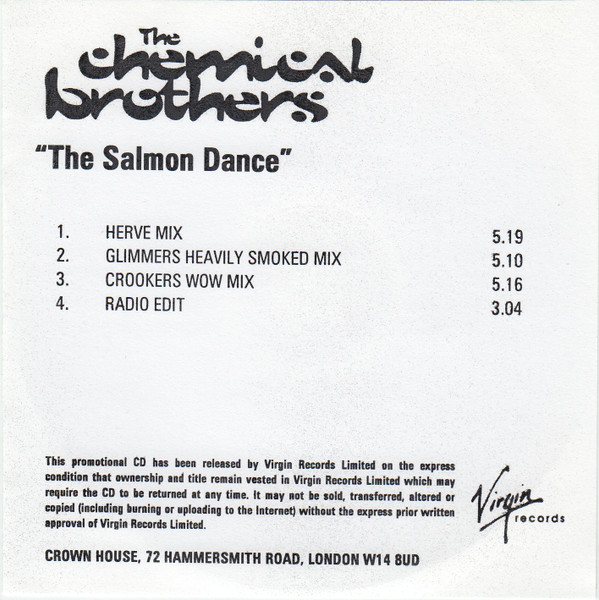 The
chemical
brothers
"The Salmon Dance"
1. HERVE MIX 5.19
2. GLIMMERS HEAVILY SMOKED MIX 5.10
3. CROOKERS WOW MIX 5.16
4. RADIO EDIT 3.04
This promotional CD has been released by Virgin Records Limited on the express
condition that ownership and title remain vested in Virgin Records Limited which may
require the CD to be returned at any time. It may not be sold, transferred, altered or
copied (including burning or uploading to the Internet) without the express prior written
approval of Virgin Records Limited.
Virgin
records
CROWN HOUSE, 72 HAMMERSMITH ROAD, LONDON W14 8UD